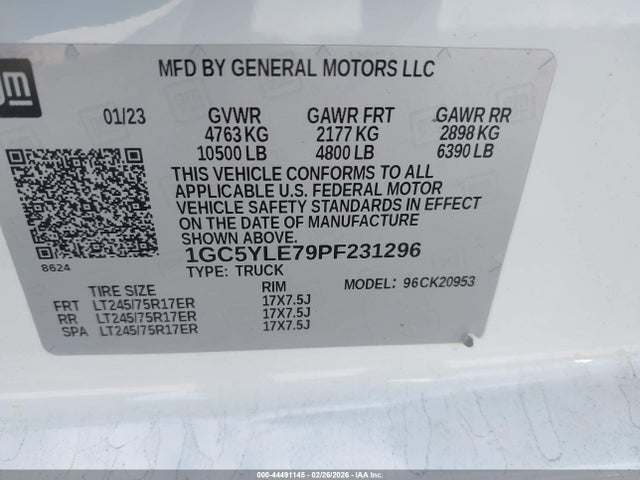 gm
MFD BY GENERAL MOTORS LLC
01/23 GVWR GAWR FRT GAWR RR
4763 KG 2177 KG 2898 KG
10500 LB 4800 LB 6390 LB
THIS VEHICLE CONFORMS TO ALL
APPLICABLE U.S. FEDERAL MOTOR
VEHICLE SAFETY STANDARDS IN EFFECT
ON THE DATE OF MANUFACTURE
SHOWN ABOVE.
8624
1GC5YLE79PF231296
TYPE: TRUCK MODEL: 96CK20953
TIRE SIZE RIM
FRT LT245/75R17ER 17X7.5J
RR LT245/75R17ER 17X7.5J
SPA LT245/75R17ER 17X7.5J
000-44491145 - 02/26/2026 - IAA Inc.